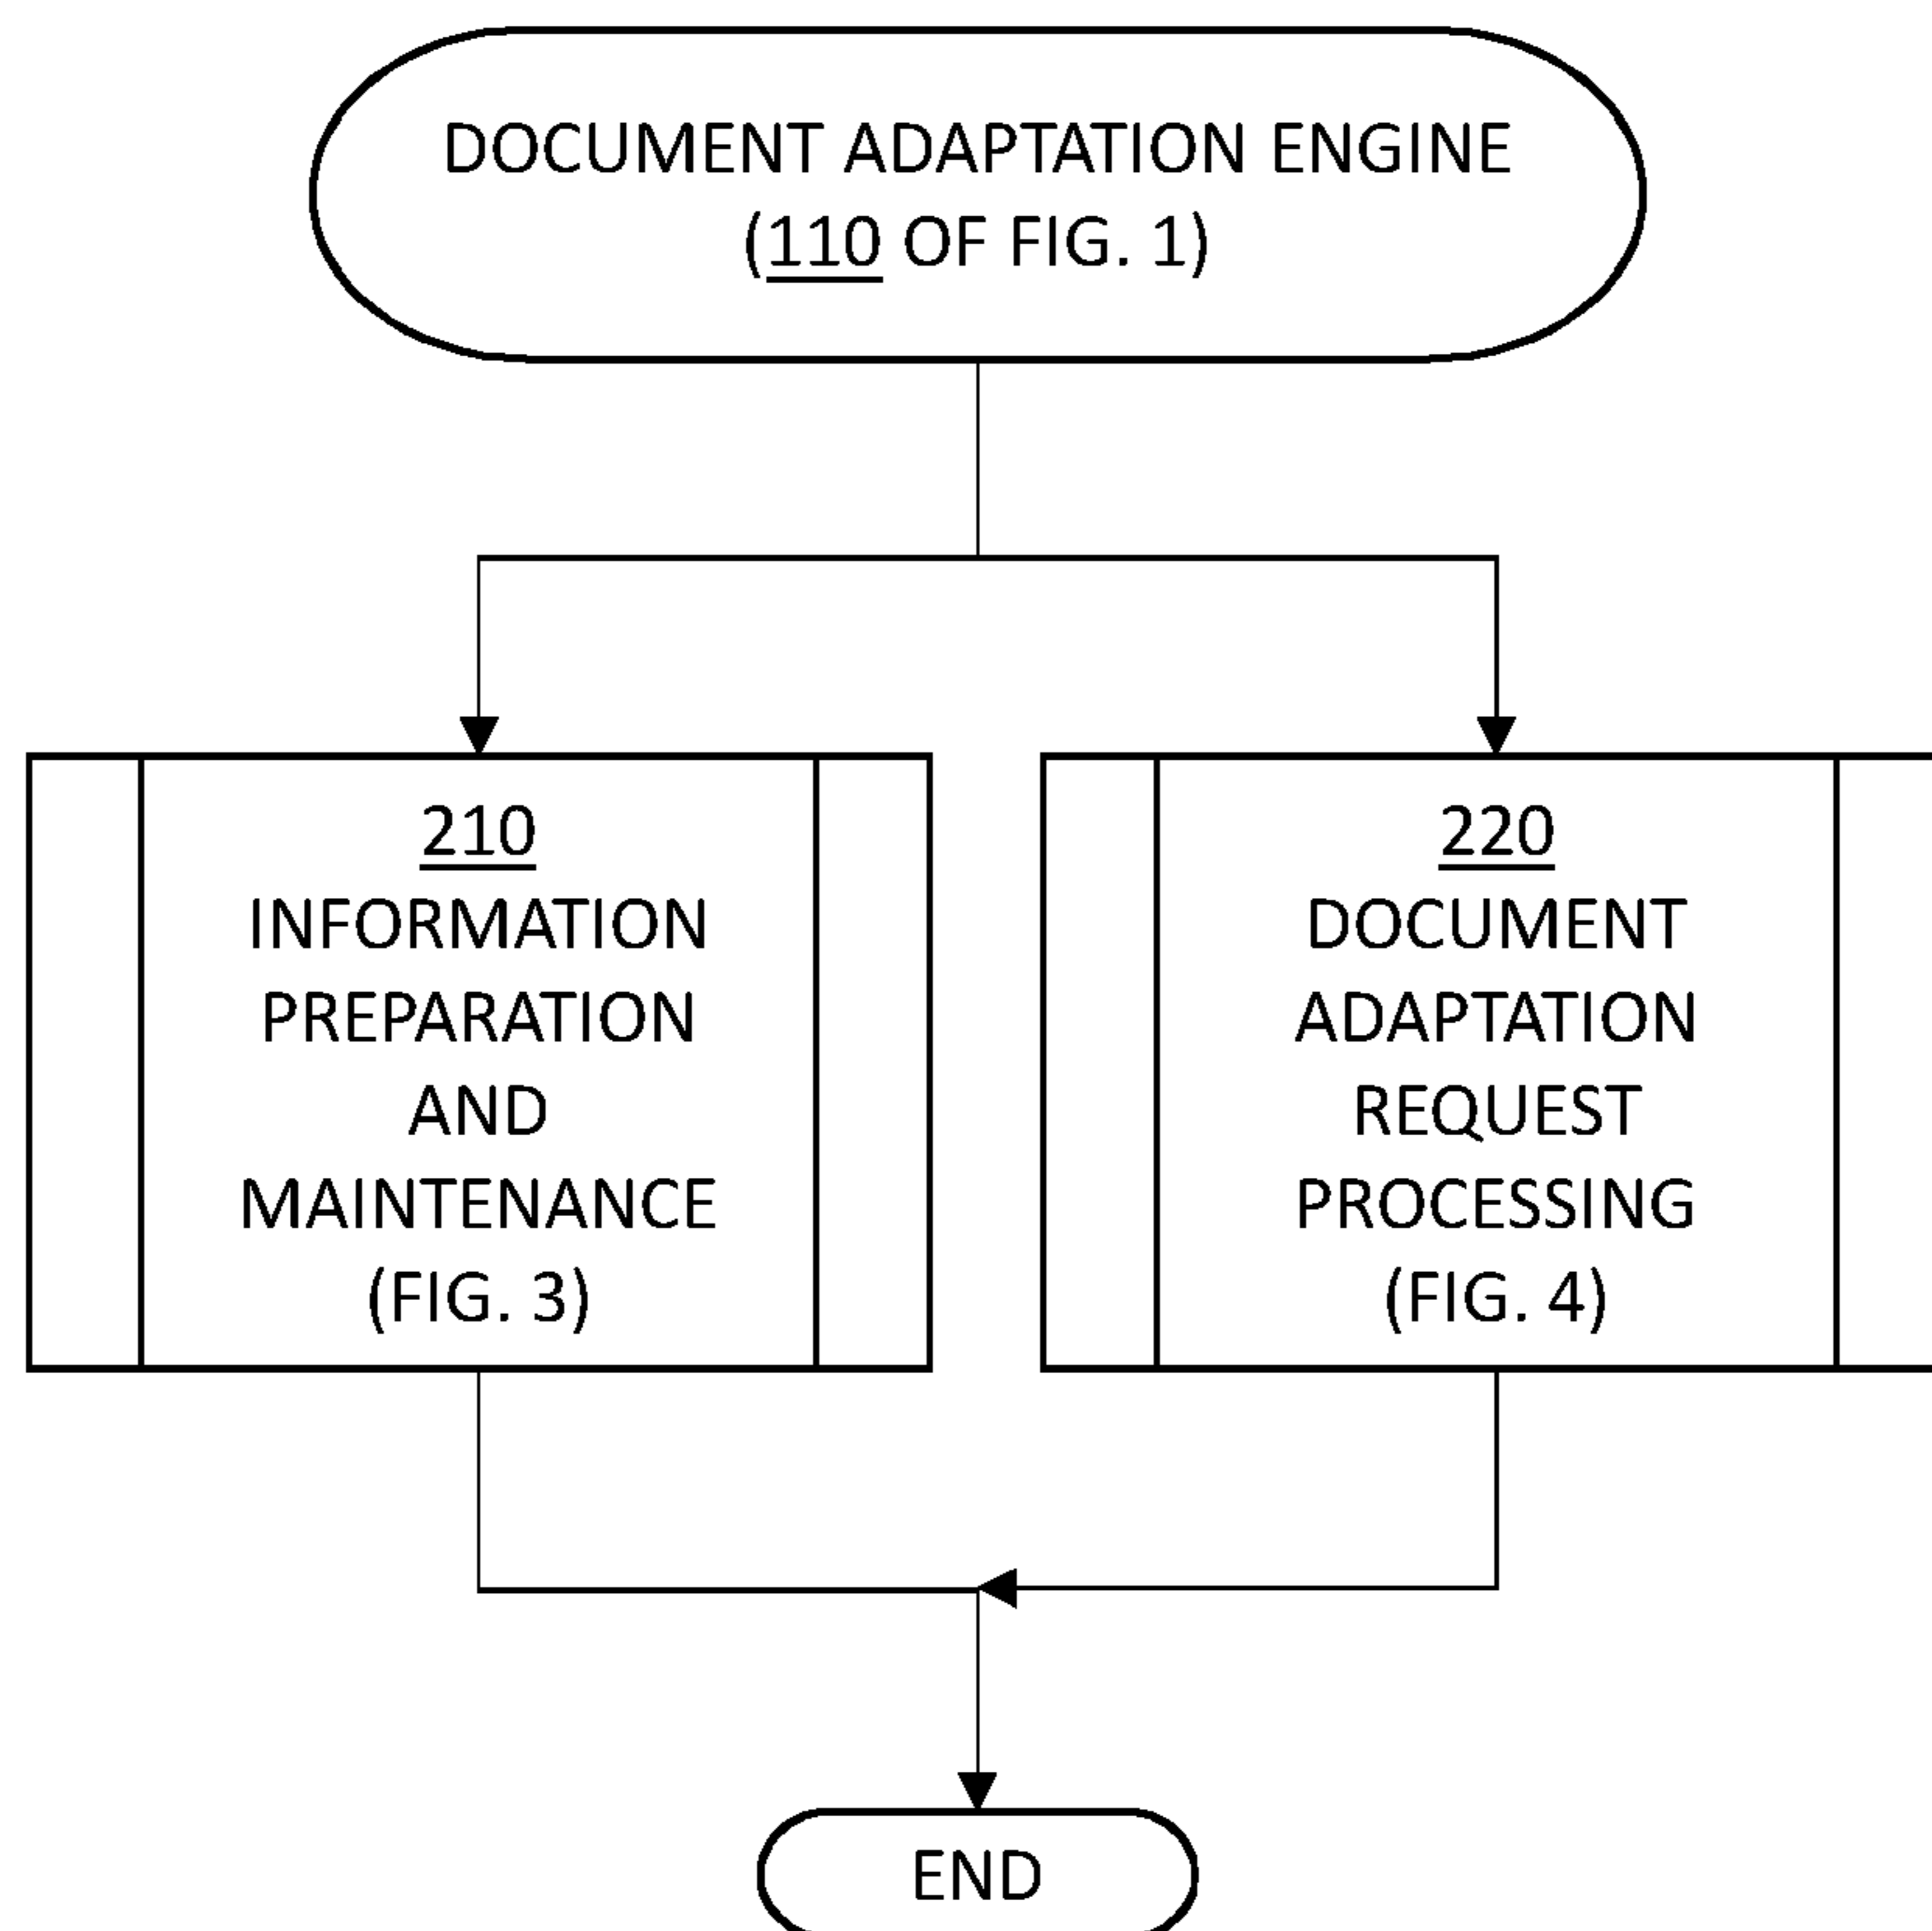 DOCUMENT ADAPTATION ENGINE
(110 OF FIG. 1)
210
INFORMATION
PREPARATION
AND
MAINTENANCE
(FIG. 3)
220
DOCUMENT
ADAPTATION
REQUEST
PROCESSING
(FIG. 4)
END